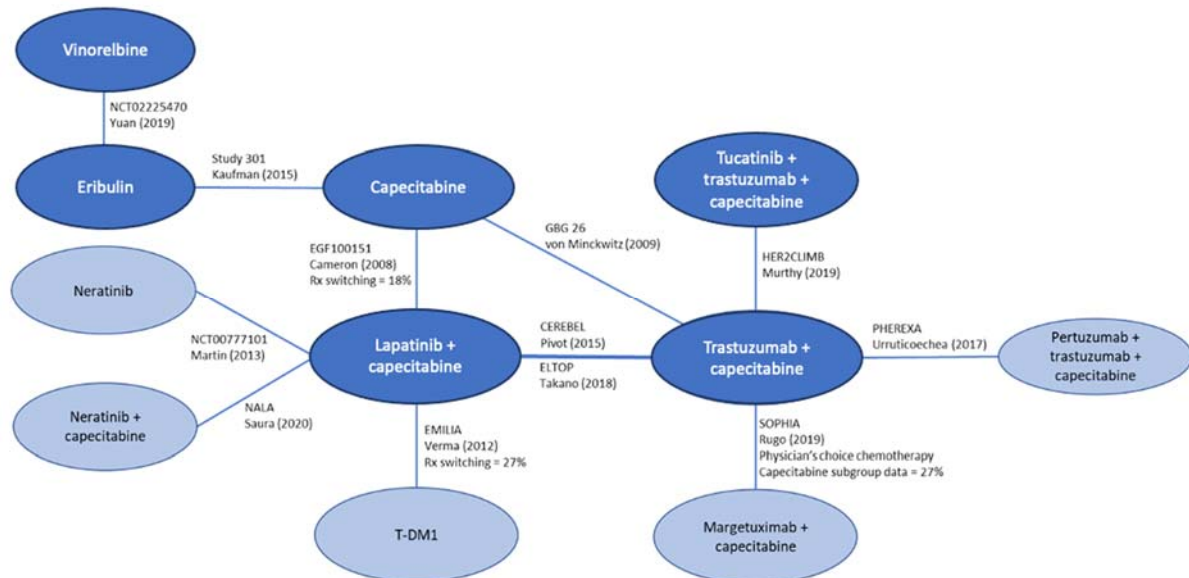 Vinorelbine
NCT02225470
Yuan (2019)
Eribulin
Study 301
Kaufman (2015)
Capecitabine
Tucatinib +
trastuzumab +
capecitabine
GBG 26
von Minckwitz (2009)
EGF100151
Cameron (2008)
Rx switching = 18%
HER2CLIMB
Murthy (2019)
Neratinib
NCT00777101
Martin (2013)
Lapatinib +
capecitabine
CEREBEL
Pivot (2015)
ELTOP
Takano (2018)
Trastuzumab +
capecitabine
PHEREXA
Urruticoechea (2017)
Pertuzumab +
trastuzumab +
capecitabine
Neratinib +
capecitabine
NALA
Saura (2020)
EMILIA
Verma (2012)
Rx switching = 27%
SOPHIA
Rugo (2019)
Physician's choice chemotherapy
Capecitabine subgroup data = 27%
T-DM1
Margetuximab +
capecitabine